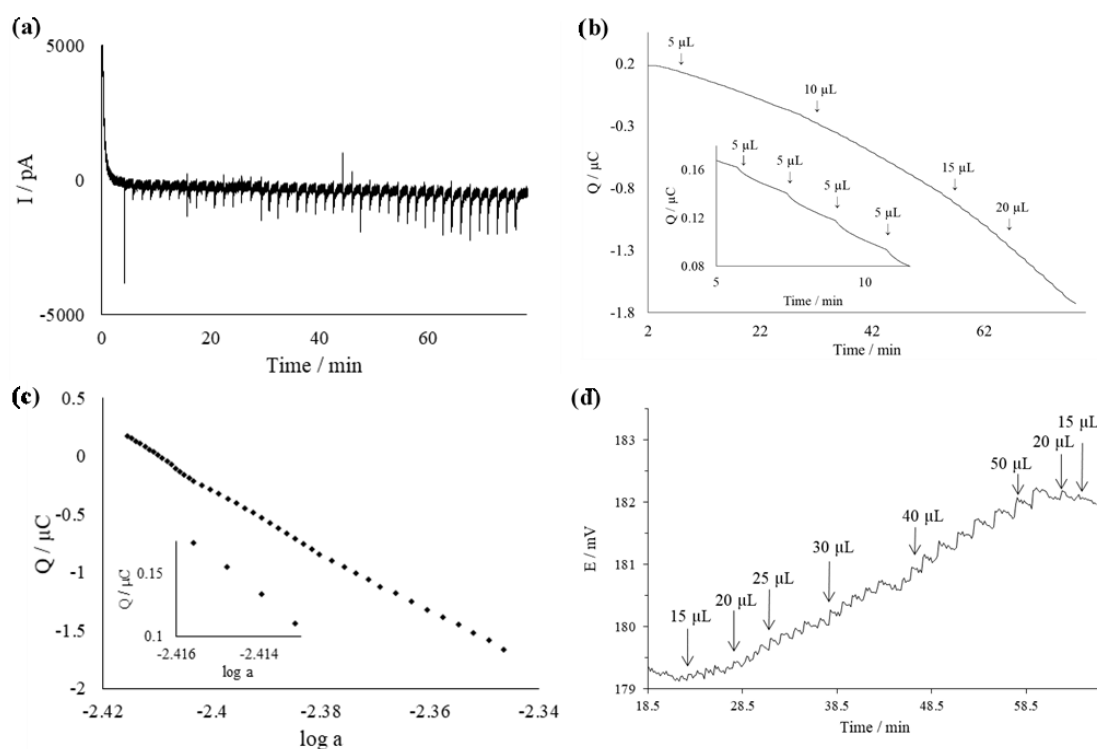 (a)
5000
0
-5000
I / pA
0
20
40
60
Time / min
(b)
0.2
-0.3
-0.8
-1.3
-1.8
Q / µC
5 µL
10 µL
15 µL
20 µL
2
22
42
62
Time / min
0.16
0.12
0.08
Q / µC
5 µL
5 µL
5 µL
5 µL
5
10
Time / min
(c)
0.5
0
-0.5
-1
-1.5
-2
Q / µC
-2.42
-2.4
-2.38
-2.36
-2.34
log a
0.15
0.1
Q / µC
-2.416
-2.414
log a
(d)
183
182
181
180
179
E / mV
15 µL
20 µL
25 µL
30 µL
40 µL
50 µL
20 µL
15 µL
18.5
28.5
38.5
48.5
58.5
Time / min